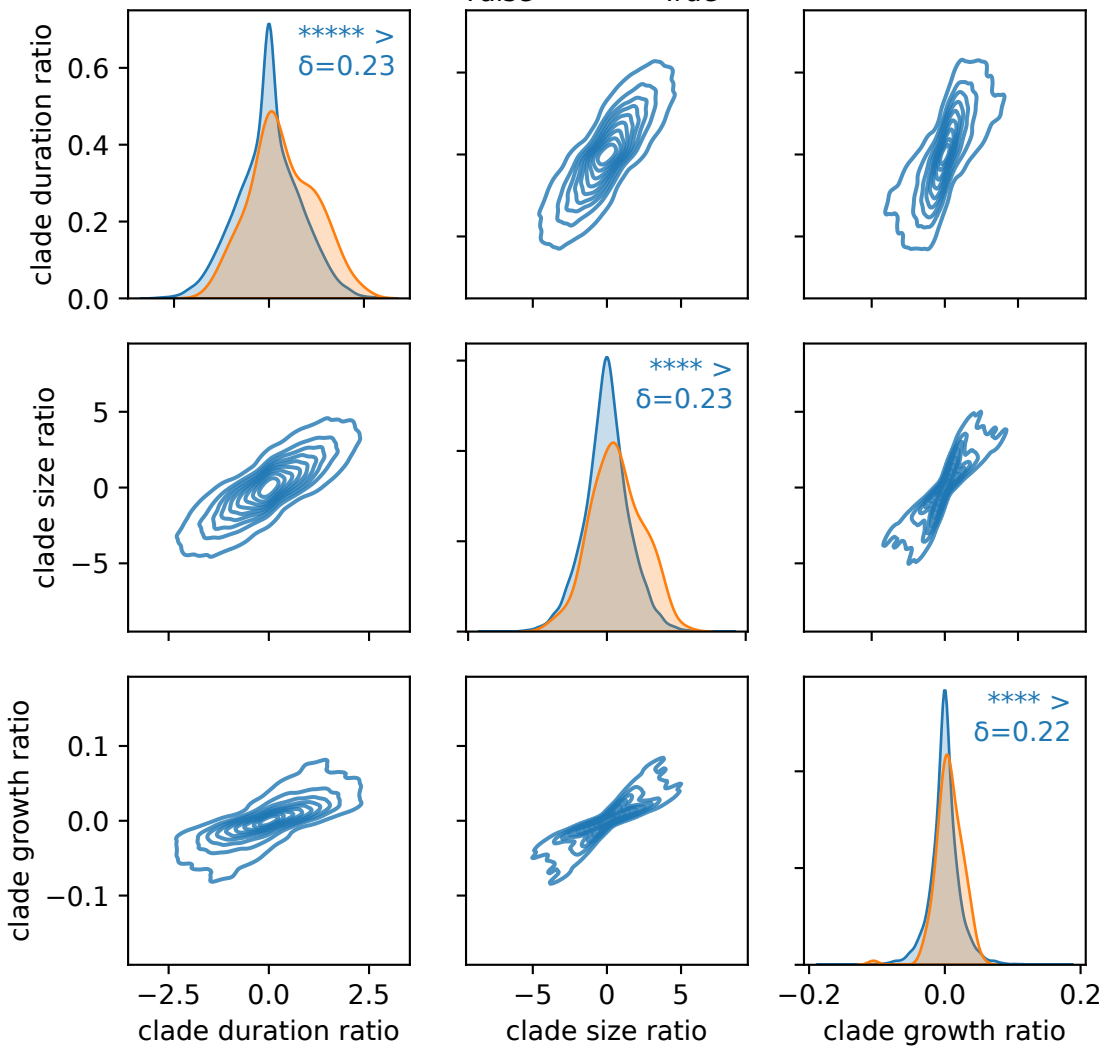 clade duration ratio
0.6
0.4
0.2
0.0
***** >
δ=0.23
clade size ratio
5
0
−5
**** >
δ=0.23
clade growth ratio
0.1
0.0
−0.1
**** >
δ=0.22
−2.5 0.0 2.5
clade duration ratio
−5 0 5
clade size ratio
−0.2 0.0 0.2
clade growth ratio